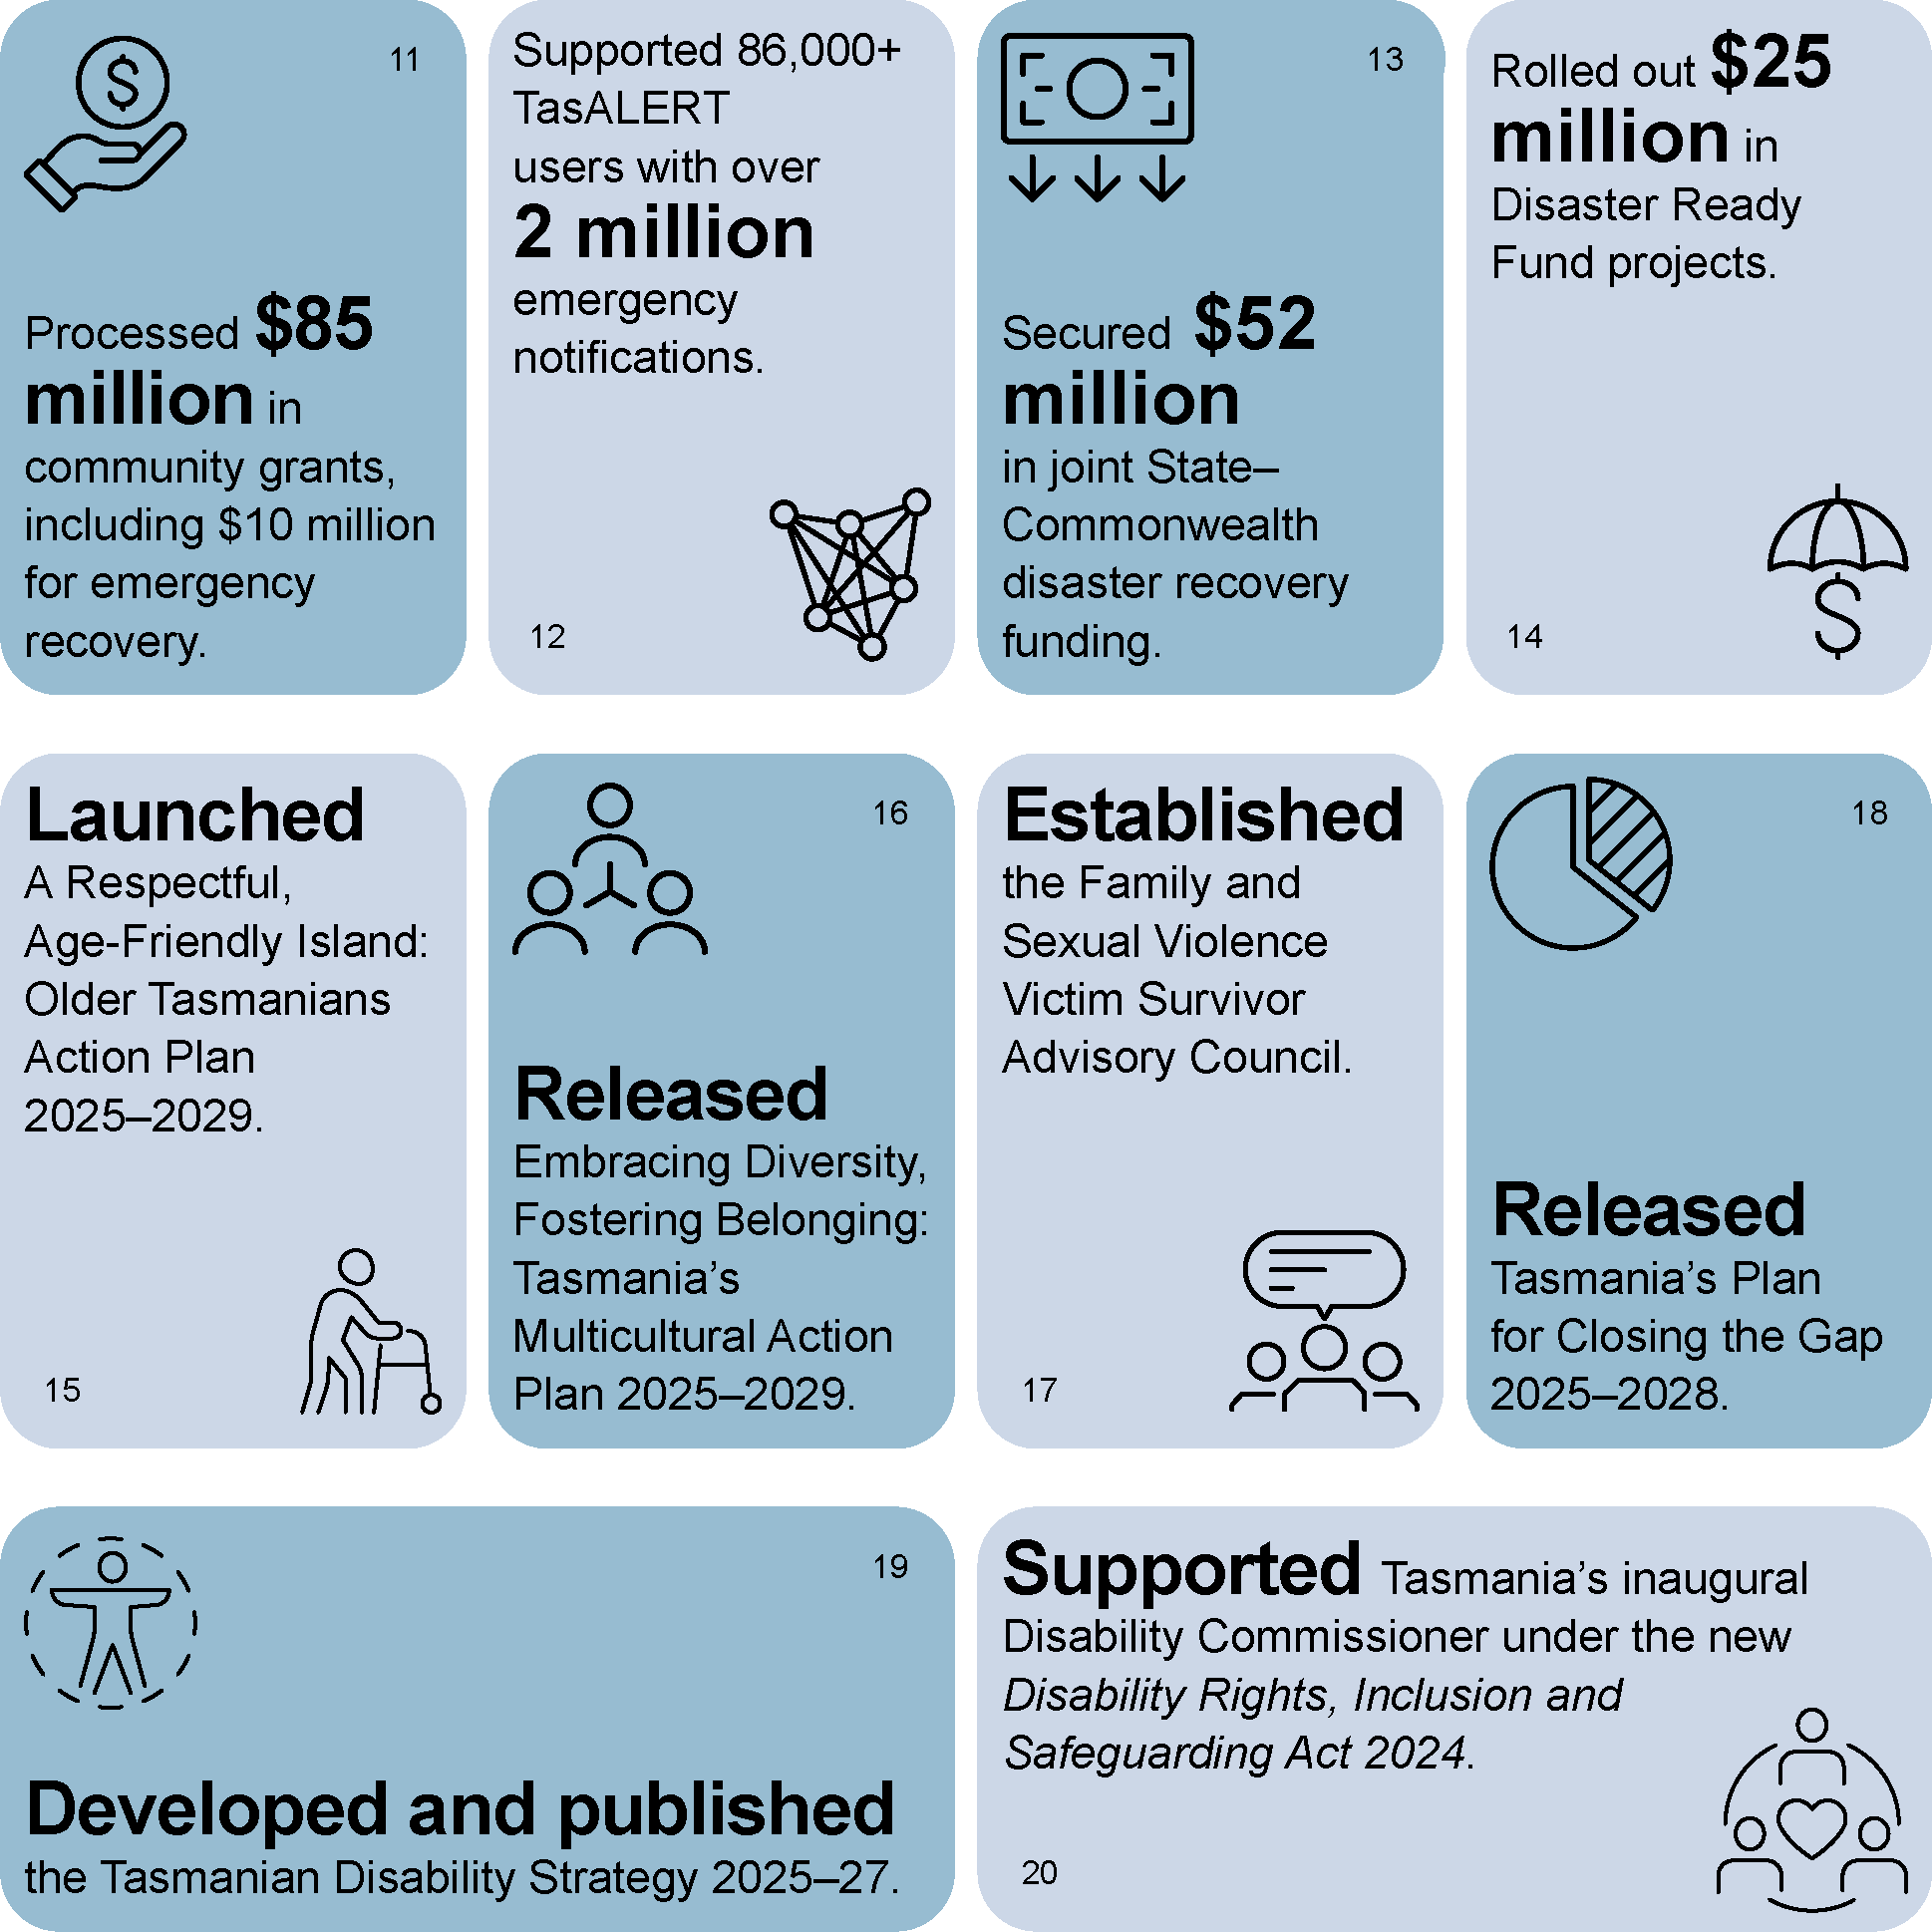 11
Processed $85
million in
community grants,
including $10 million
for emergency
recovery.
Supported 86,000+
TasALERT
users with over
2 million
emergency
notifications.
12
13
Secured $52
million
in joint State–
Commonwealth
disaster recovery
funding.
Rolled out $25
million in
Disaster Ready
Fund projects.
14
Launched
A Respectful,
Age-Friendly Island:
Older Tasmanians
Action Plan
2025–2029.
15
16
Released
Embracing Diversity,
Fostering Belonging:
Tasmania’s
Multicultural Action
Plan 2025–2029.
Established
the Family and
Sexual Violence
Victim Survivor
Advisory Council.
17
18
Released
Tasmania’s Plan
for Closing the Gap
2025–2028.
19
Developed and published
the Tasmanian Disability Strategy 2025–27.
Supported Tasmania’s inaugural
Disability Commissioner under the new
Disability Rights, Inclusion and
Safeguarding Act 2024.
20